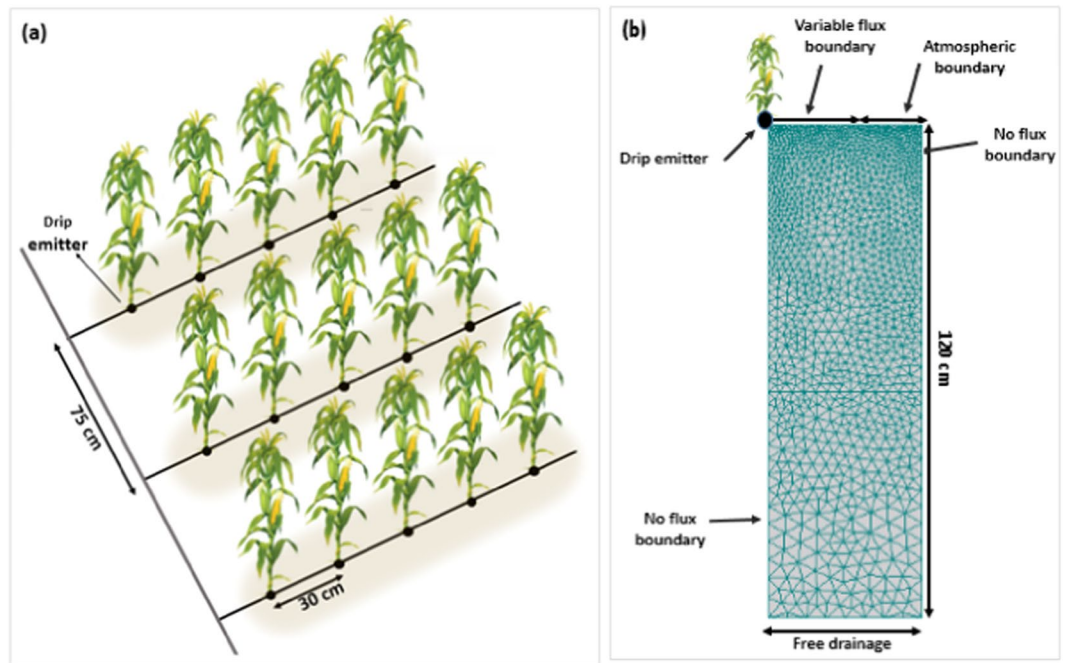 (a)
Drip
emitter
75 cm
30 cm
(b)
Variable flux
boundary
Atmospheric
boundary
Drip emitter
No flux
boundary
120 cm
No flux
boundary
Free drainage